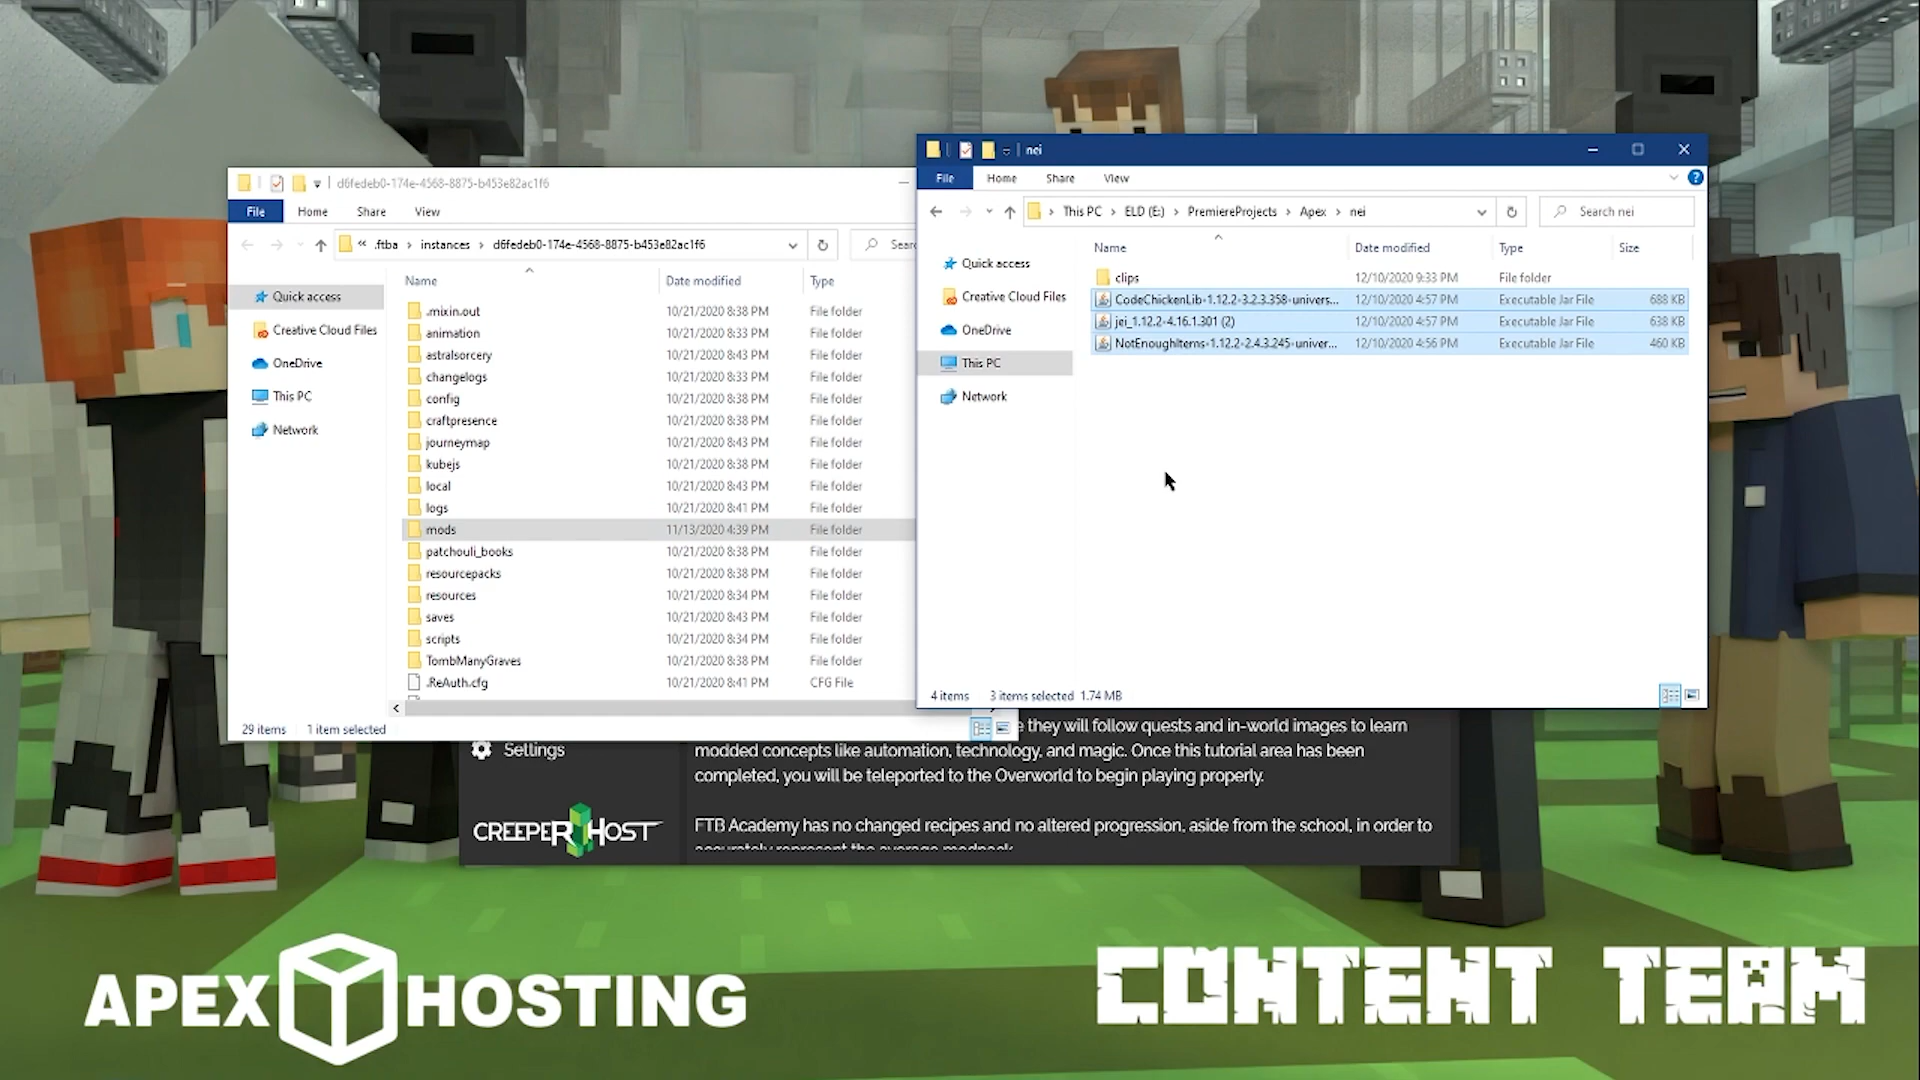 d6fedeb0-174e-4568-8875-b453e82ac1f6
File Home Share View
.ftba instances d6fedeb0-174e-4568-8875-b453e82ac1f6
Name Date modified Type
Quick access
Creative Cloud Files
OneDrive
This PC
Network
.mixin.out 10/21/2020 8:38 PM File folder
animation 10/21/2020 8:33 PM File folder
astralsorcery 10/21/2020 8:43 PM File folder
changelogs 10/21/2020 8:33 PM File folder
config 10/21/2020 8:38 PM File folder
craftpresence 10/21/2020 8:38 PM File folder
journeymap 10/21/2020 8:43 PM File folder
kubejs 10/21/2020 8:38 PM File folder
local 10/21/2020 8:43 PM File folder
logs 10/21/2020 8:41 PM File folder
mods 11/13/2020 4:39 PM File folder
patchouli_books 10/21/2020 8:38 PM File folder
resourcepacks 10/21/2020 8:38 PM File folder
resources 10/21/2020 8:34 PM File folder
saves 10/21/2020 8:43 PM File folder
scripts 10/21/2020 8:34 PM File folder
TombManyGraves 10/21/2020 8:38 PM File folder
.ReAuth.cfg 10/21/2020 8:41 PM CFG File
29 items 1 item selected
nei
File Home Share View
This PC ELD (E:) PremiereProjects Apex nei Search nei
Name Date modified Type Size
Quick access
Creative Cloud Files
OneDrive
This PC
Network
clips 12/10/2020 9:33 PM File folder
CodeChickenLib-1.12.2-3.2.3.358-univers... 12/10/2020 4:57 PM Executable Jar File 688 KB
jei_1.12.2-4.16.1.301 (2) 12/10/2020 4:57 PM Executable Jar File 638 KB
NotEnoughItems-1.12.2-2.4.3.245-univer... 12/10/2020 4:56 PM Executable Jar File 460 KB
4 items 3 items selected 1.74 MB
Settings
CREEPERHOST
they will follow quests and in-world images to learn
modded concepts like automation, technology, and magic. Once this tutorial area has been
completed, you will be teleported to the Overworld to begin playing properly.
FTB Academy has no changed recipes and no altered progression, aside from the school, in order to
accurately represent the average modpack.
APEX HOSTING
CONTENT TEAM